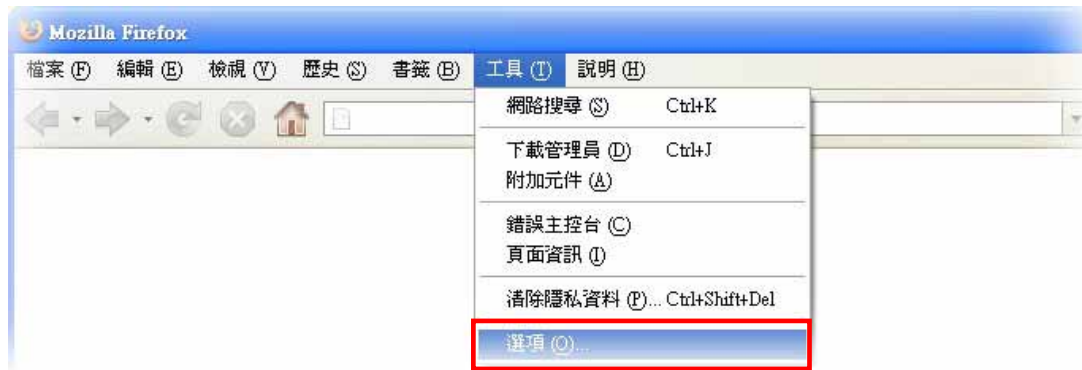 Mozilla Firefox
檔案 (F) 編輯 (E) 檢視 (V) 歷史 (S) 書籤 (B) 工具 (T) 說明 (H)
網路搜尋 (S) Ctrl+K
下載管理員 (D) Ctrl+J
附加元件 (A)
錯誤主控台 (C)
頁面資訊 (I)
清除隱私資料 (P)... Ctrl+Shift+Del
選項 (O)...